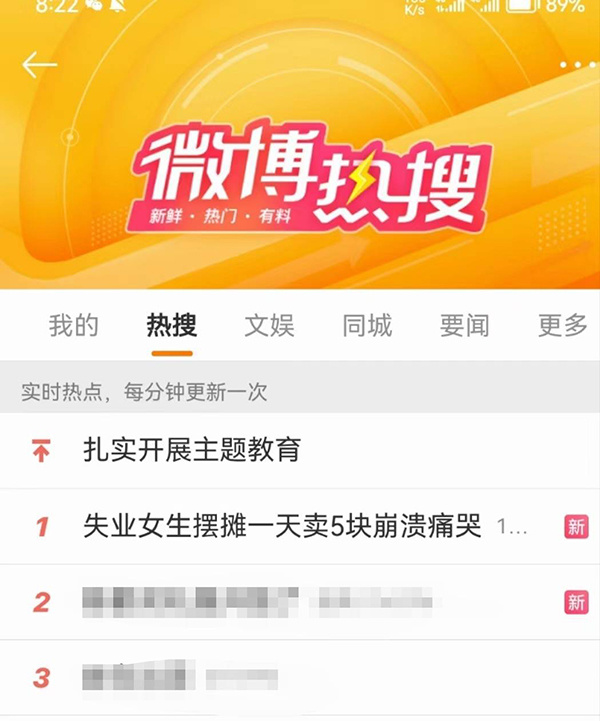 8:22
K/s
89%
微博热搜
新鲜·热门·有料
我的 热搜 文娱 同城 要闻 更多
实时热点，每分钟更新一次
扎实开展主题教育
1 失业女生摆摊一天卖5块崩溃痛哭 1... 新
2 新
3